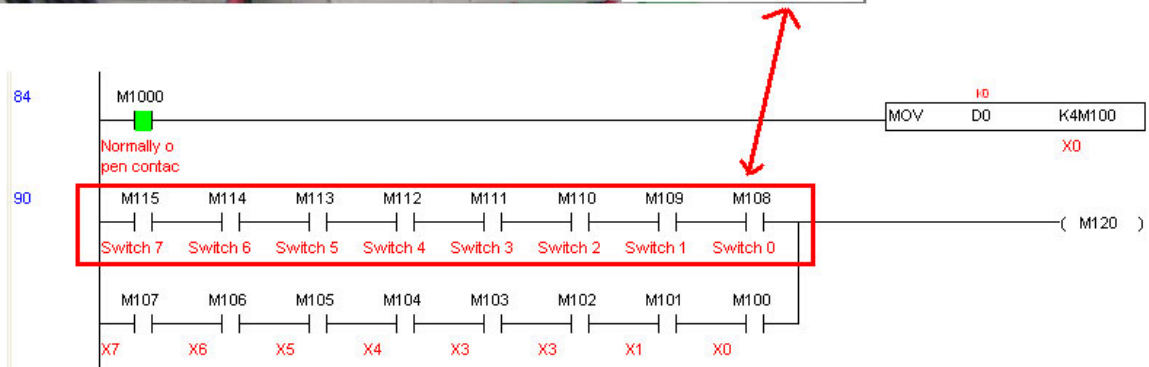 84
M1000
Normally o
pen contac
K0
MOV D0 K4M100
X0
90
M115 M114 M113 M112 M111 M110 M109 M108
( M120 )
Switch 7 Switch 6 Switch 5 Switch 4 Switch 3 Switch 2 Switch 1 Switch 0
M107 M106 M105 M104 M103 M102 M101 M100
X7 X6 X5 X4 X3 X3 X1 X0